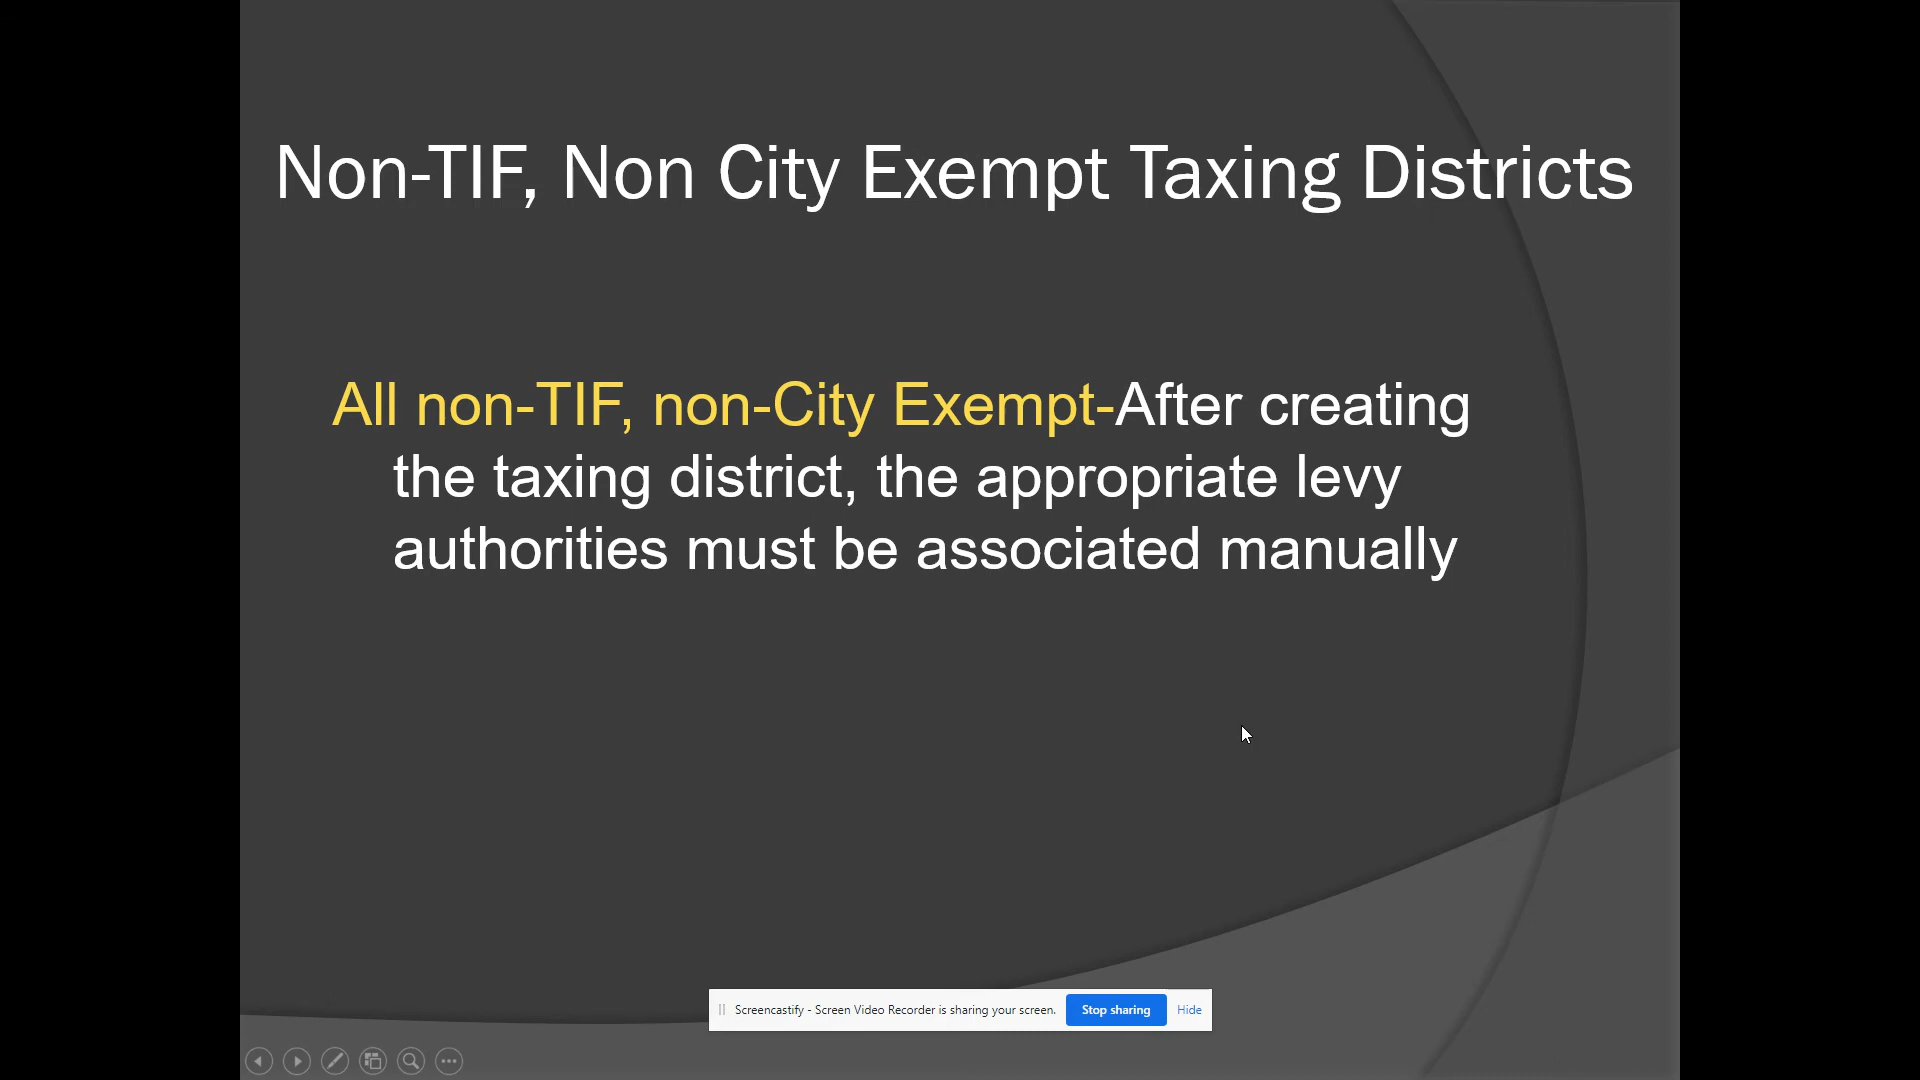 Non-TIF, Non City Exempt Taxing Districts
All non-TIF, non-City Exempt-After creating
the taxing district, the appropriate levy
authorities must be associated manually
Screencastify - Screen Video Recorder is sharing your screen. Stop sharing Hide